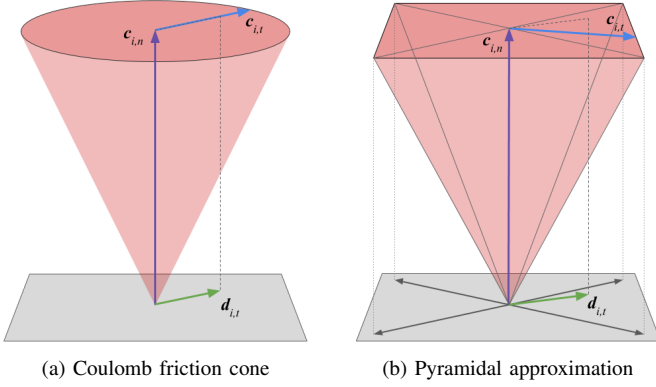 c_{i,t}
c_{i,n}
d_{i,t}
(a) Coulomb friction cone
c_{i,t}
c_{i,n}
d_{i,t}
(b) Pyramidal approximation